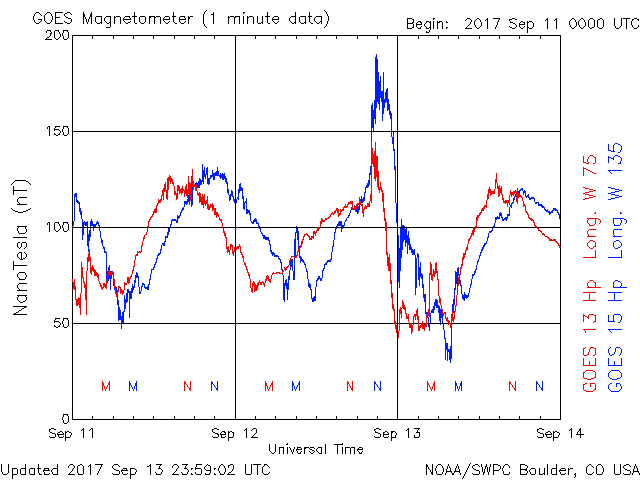 GOES Magnetometer (1 minute data)
Begin: 2017 Sep 11 0000 UTC
200
150
100
50
0
NanoTesla (nT)
M M N N M M N N M M N N
Sep 11 Sep 12 Sep 13 Sep 14
Universal Time
GOES 13 Hp Long. W 75
GOES 15 Hp Long. W 135
Updated 2017 Sep 13 23:59:02 UTC
NOAA/SWPC Boulder, CO USA